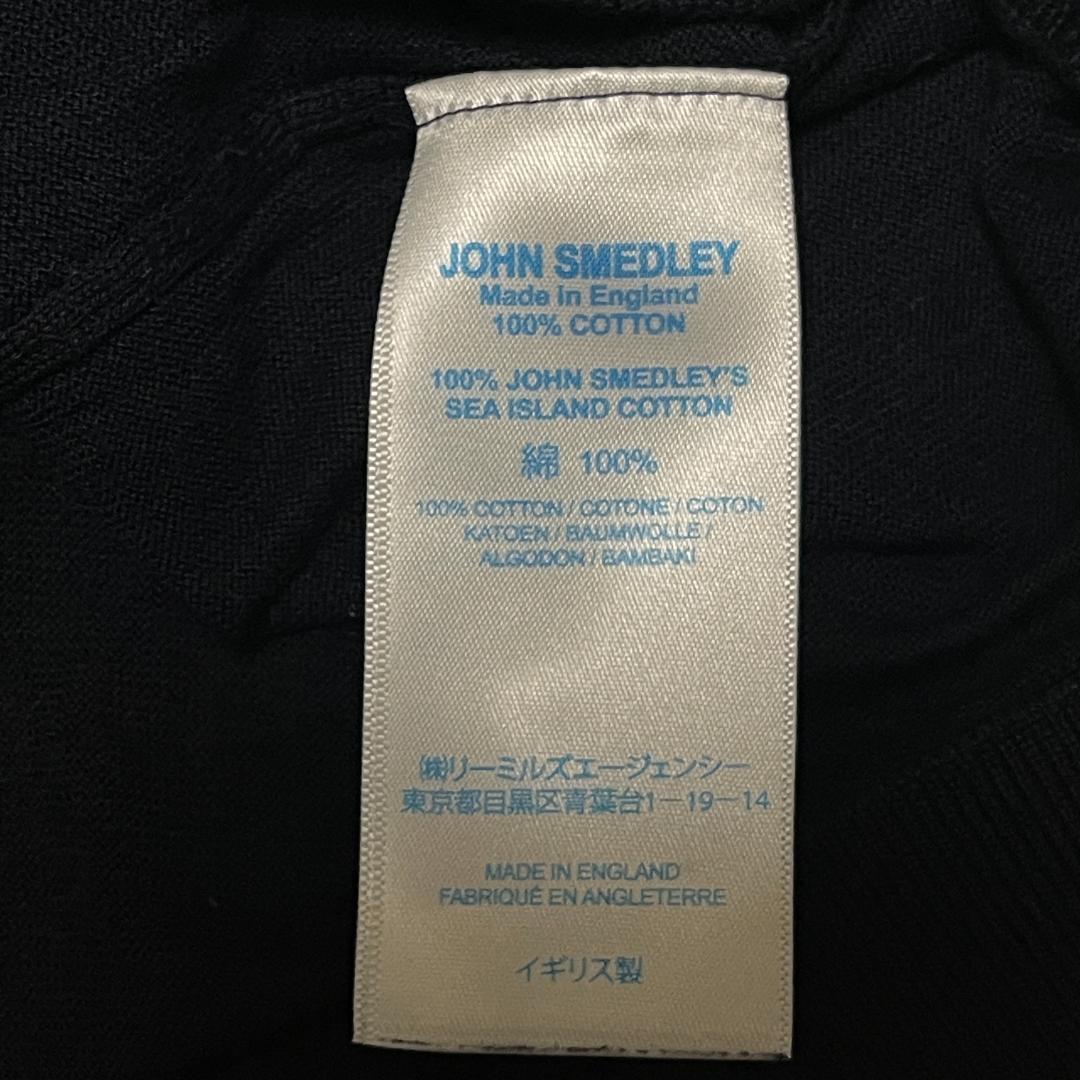 JOHN SMEDLEY
Made in England
100% COTTON
100% JOHN SMEDLEY'S
SEA ISLAND COTTON
綿 100%
100% COTTON / COTONE / COTON
KATOEN / BAUMWOLLE /
ALGODON / BAMBAKI
㈱リーミルズエージェンシー
東京都目黒区青葉台1-19-14
MADE IN ENGLAND
FABRIQUÉ EN ANGLETERRE
イギリス製